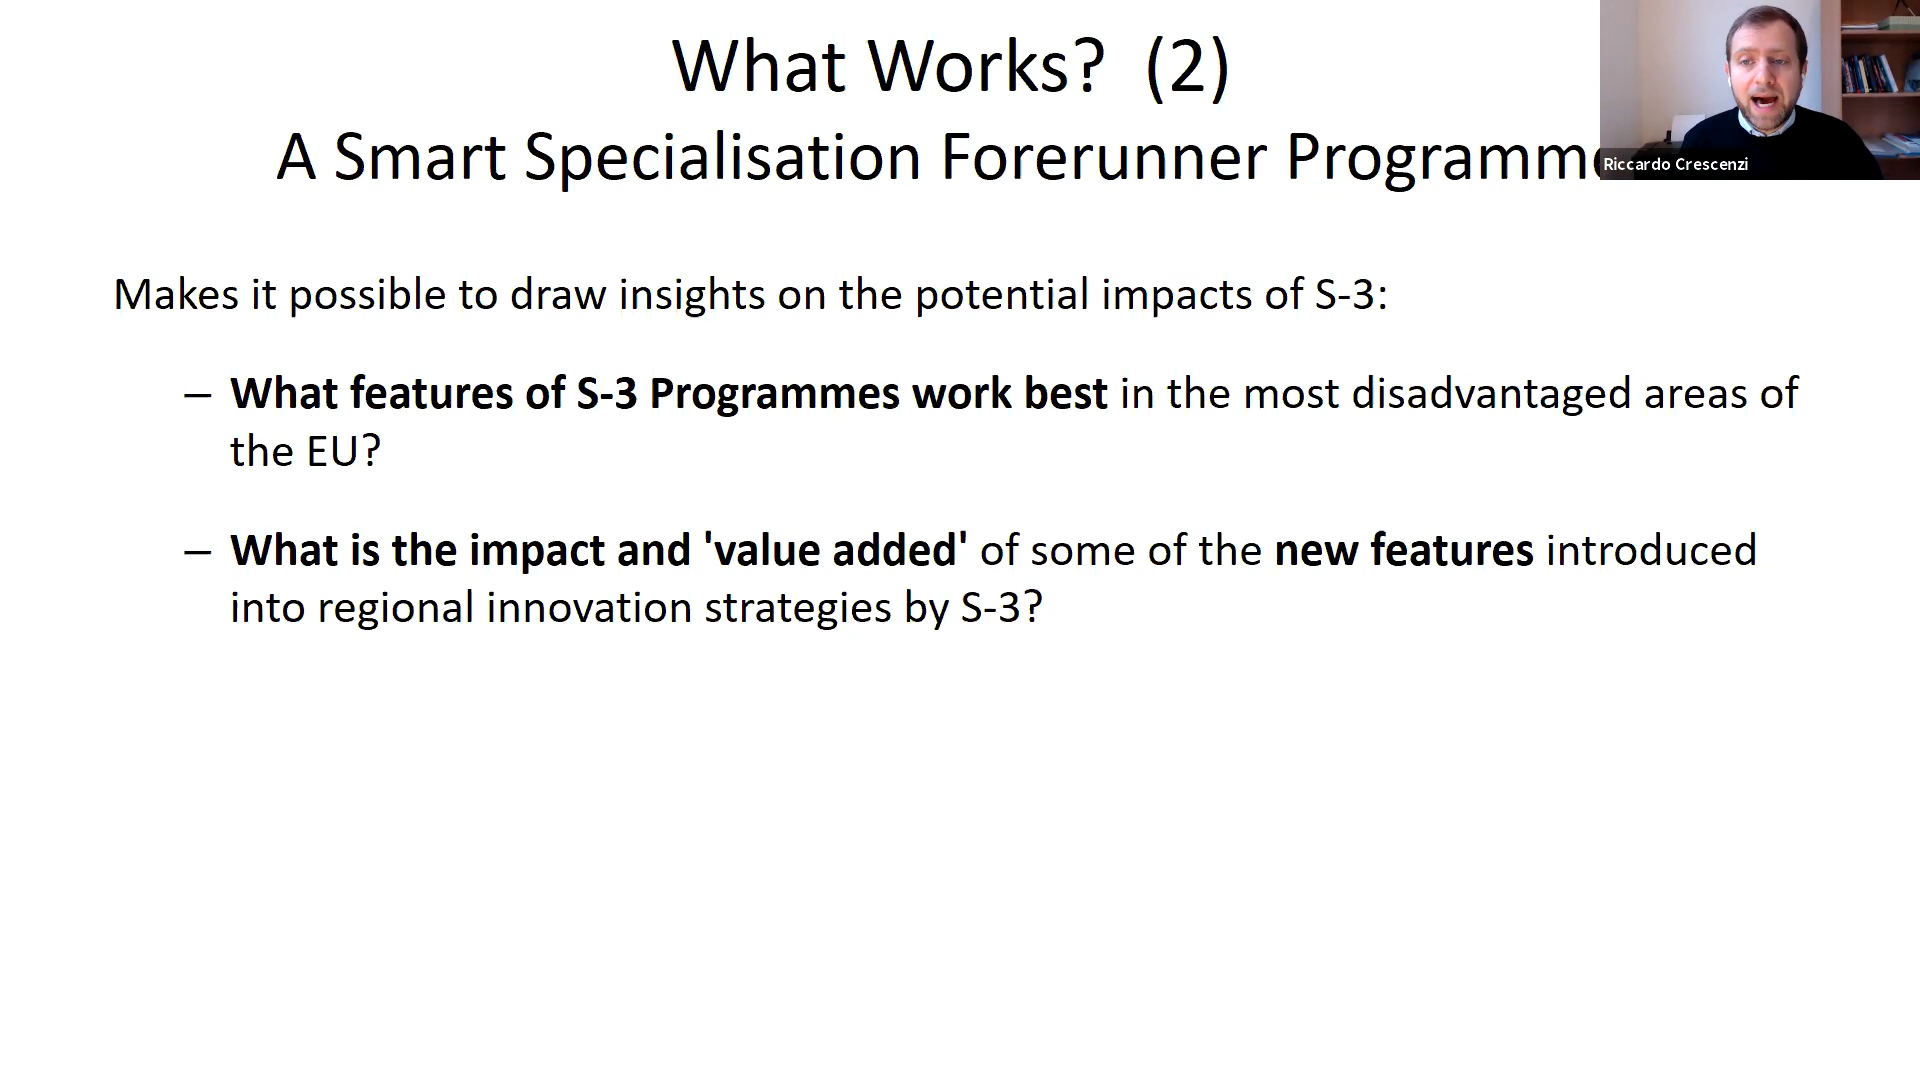 What Works?  (2)
A Smart Specialisation Forerunner Programme
Riccardo Crescenzi
Makes it possible to draw insights on the potential impacts of S-3:
– What features of S-3 Programmes work best in the most disadvantaged areas of
the EU?
– What is the impact and 'value added' of some of the new features introduced
into regional innovation strategies by S-3?